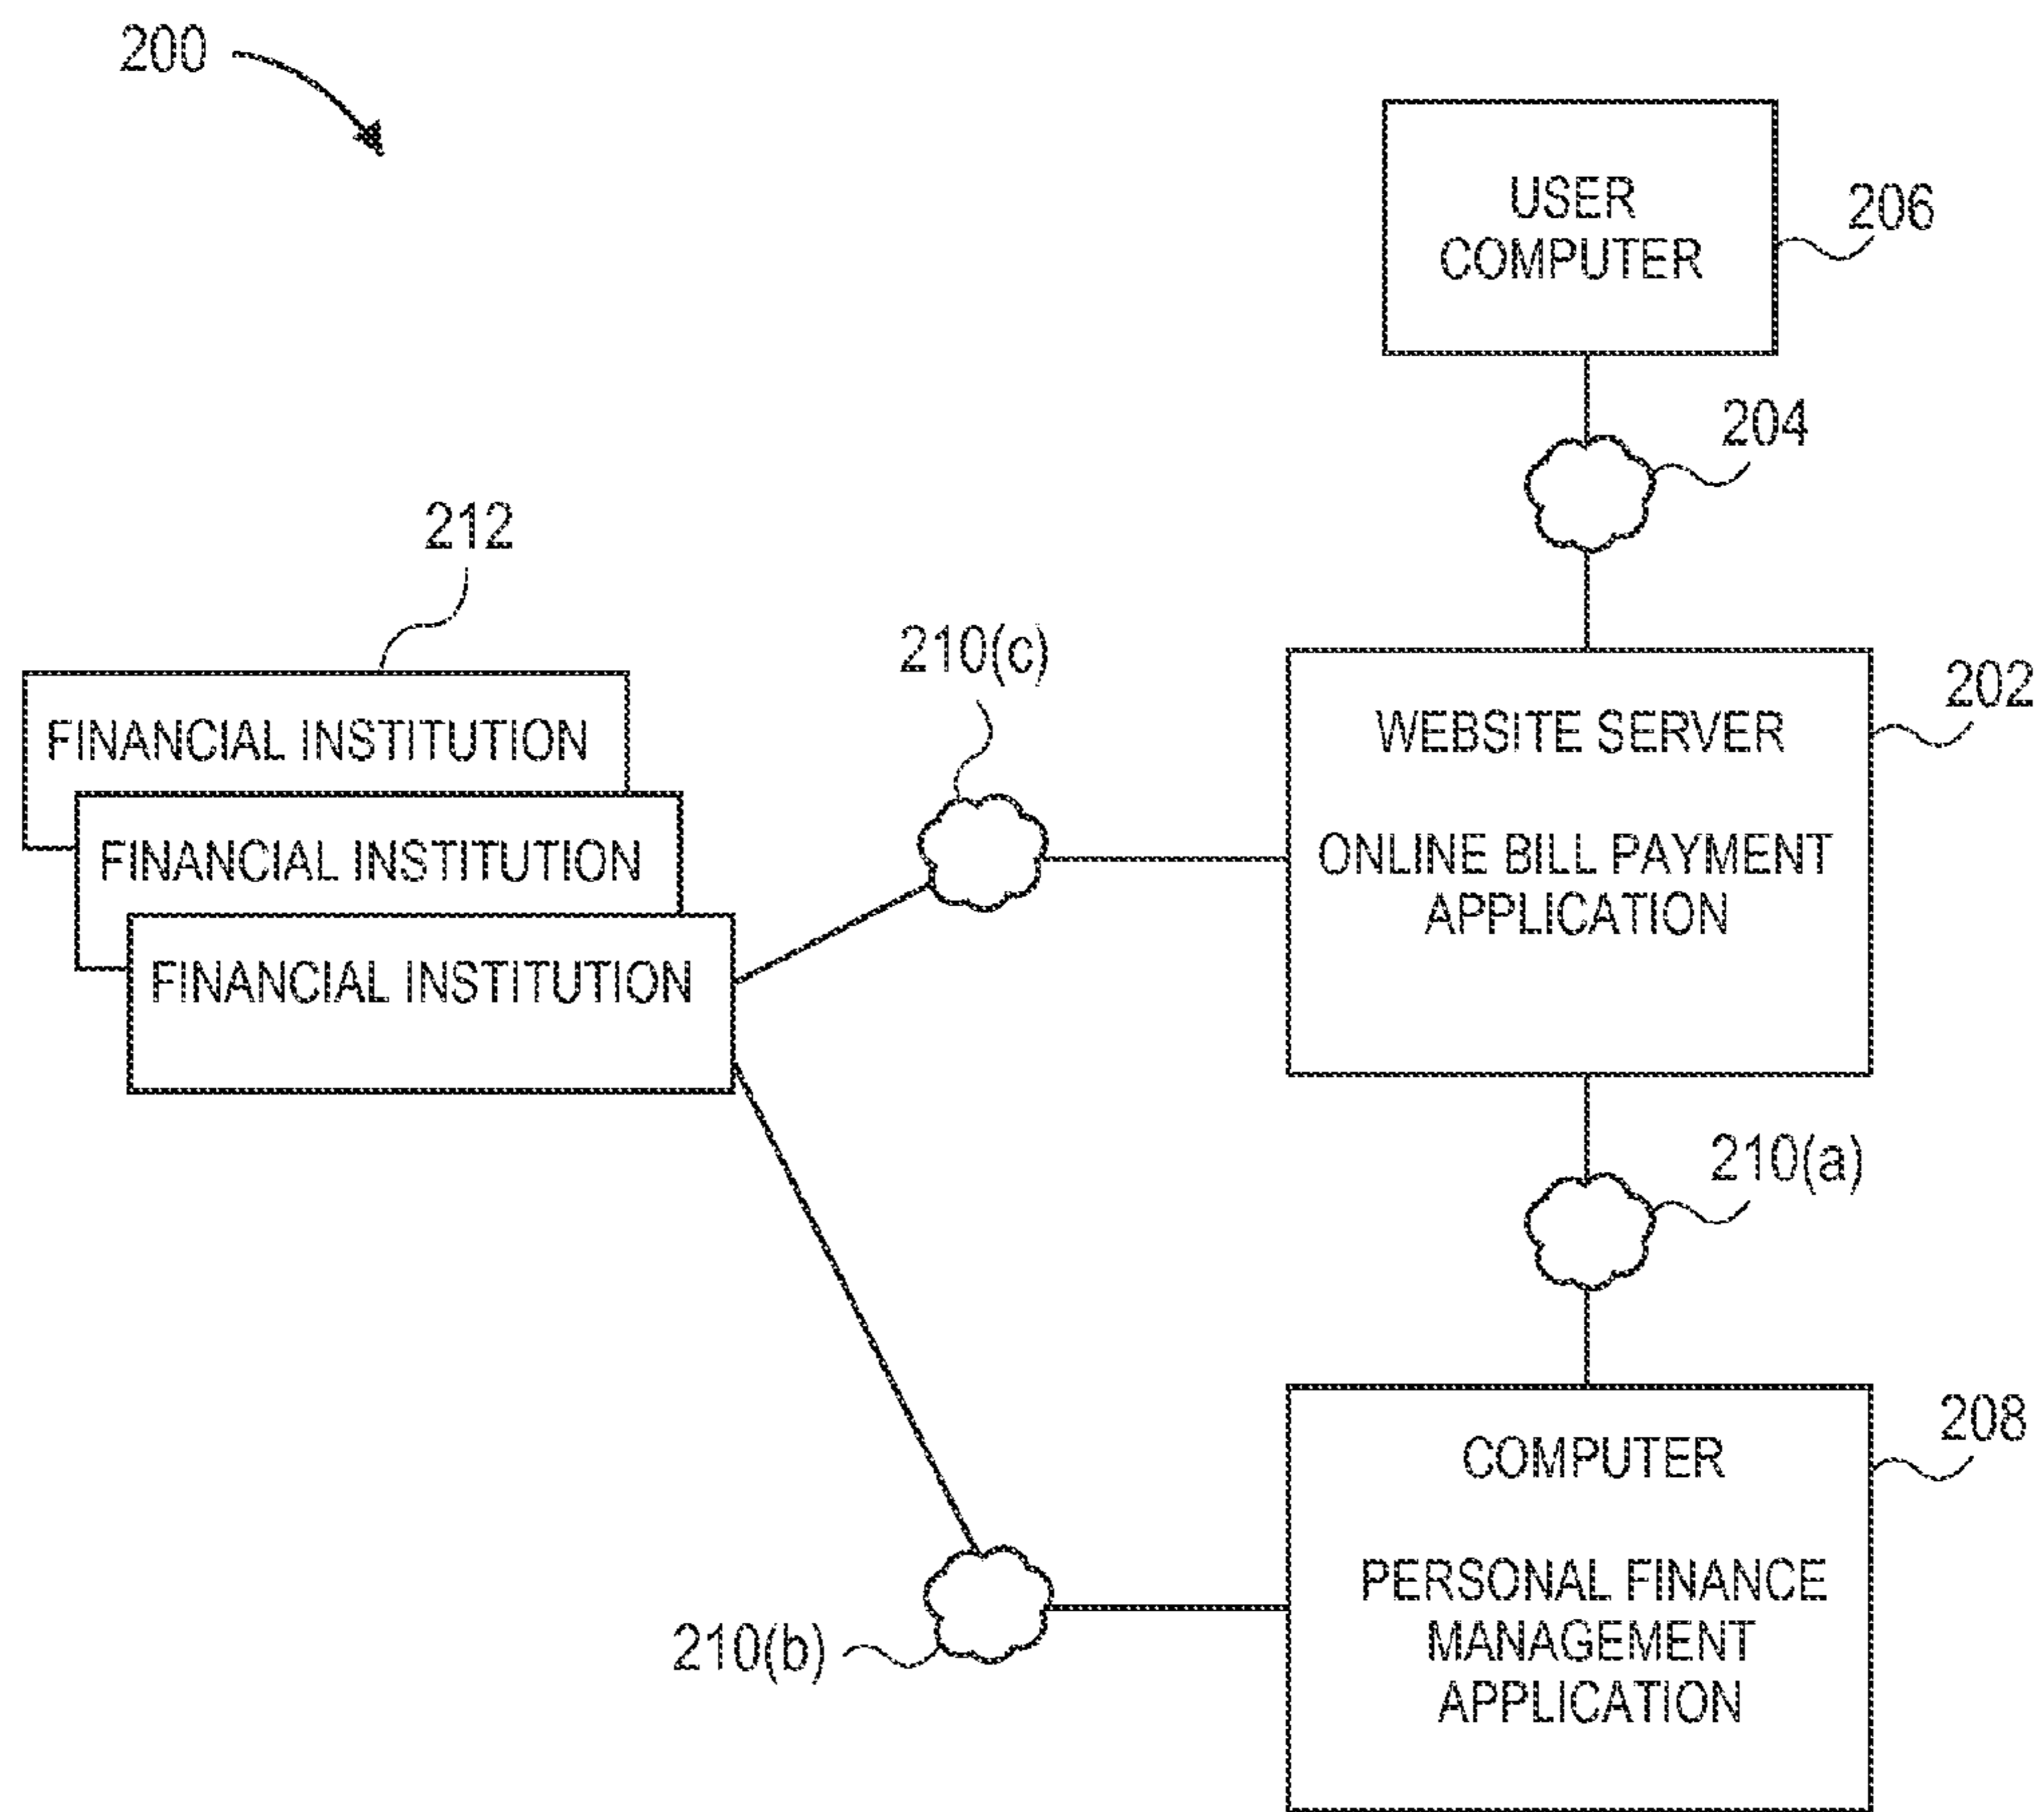 200
USER
COMPUTER
206
204
212
210(c)
202
FINANCIAL INSTITUTION
FINANCIAL INSTITUTION
FINANCIAL INSTITUTION
WEBSITE SERVER
ONLINE BILL PAYMENT
APPLICATION
210(a)
208
COMPUTER
PERSONAL FINANCE
MANAGEMENT
APPLICATION
210(b)